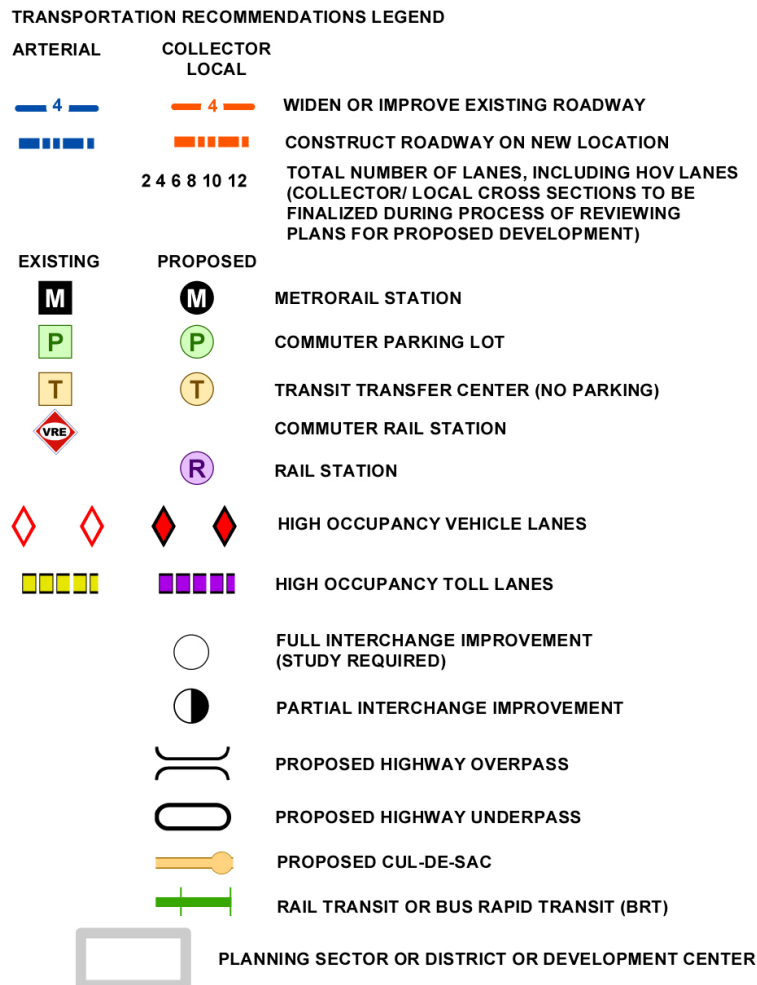 TRANSPORTATION RECOMMENDATIONS LEGEND
ARTERIAL
COLLECTOR
LOCAL
4
4
WIDEN OR IMPROVE EXISTING ROADWAY
CONSTRUCT ROADWAY ON NEW LOCATION
2 4 6 8 10 12
TOTAL NUMBER OF LANES, INCLUDING HOV LANES
(COLLECTOR/ LOCAL CROSS SECTIONS TO BE
FINALIZED DURING PROCESS OF REVIEWING
PLANS FOR PROPOSED DEVELOPMENT)
EXISTING
PROPOSED
M
M
METRORAIL STATION
P
P
COMMUTER PARKING LOT
T
T
TRANSIT TRANSFER CENTER (NO PARKING)
VRE
COMMUTER RAIL STATION
R
RAIL STATION
HIGH OCCUPANCY VEHICLE LANES
HIGH OCCUPANCY TOLL LANES
FULL INTERCHANGE IMPROVEMENT
(STUDY REQUIRED)
PARTIAL INTERCHANGE IMPROVEMENT
PROPOSED HIGHWAY OVERPASS
PROPOSED HIGHWAY UNDERPASS
PROPOSED CUL-DE-SAC
RAIL TRANSIT OR BUS RAPID TRANSIT (BRT)
PLANNING SECTOR OR DISTRICT OR DEVELOPMENT CENTER